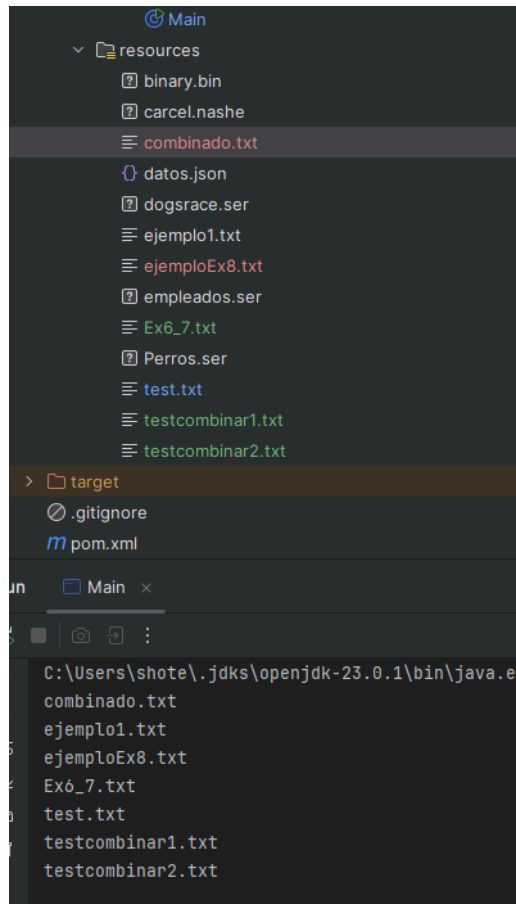 Main
resources
binary.bin
carcel.nashe
combinado.txt
{} datos.json
dogsrace.ser
ejemplo1.txt
ejemploEx8.txt
empleados.ser
Ex6_7.txt
Perros.ser
test.txt
testcombinar1.txt
testcombinar2.txt
target
.gitignore
m pom.xml
un Main
C:\Users\shote\.jdks\openjdk-23.0.1\bin\java.e
combinado.txt
ejemplo1.txt
ejemploEx8.txt
Ex6_7.txt
test.txt
testcombinar1.txt
testcombinar2.txt